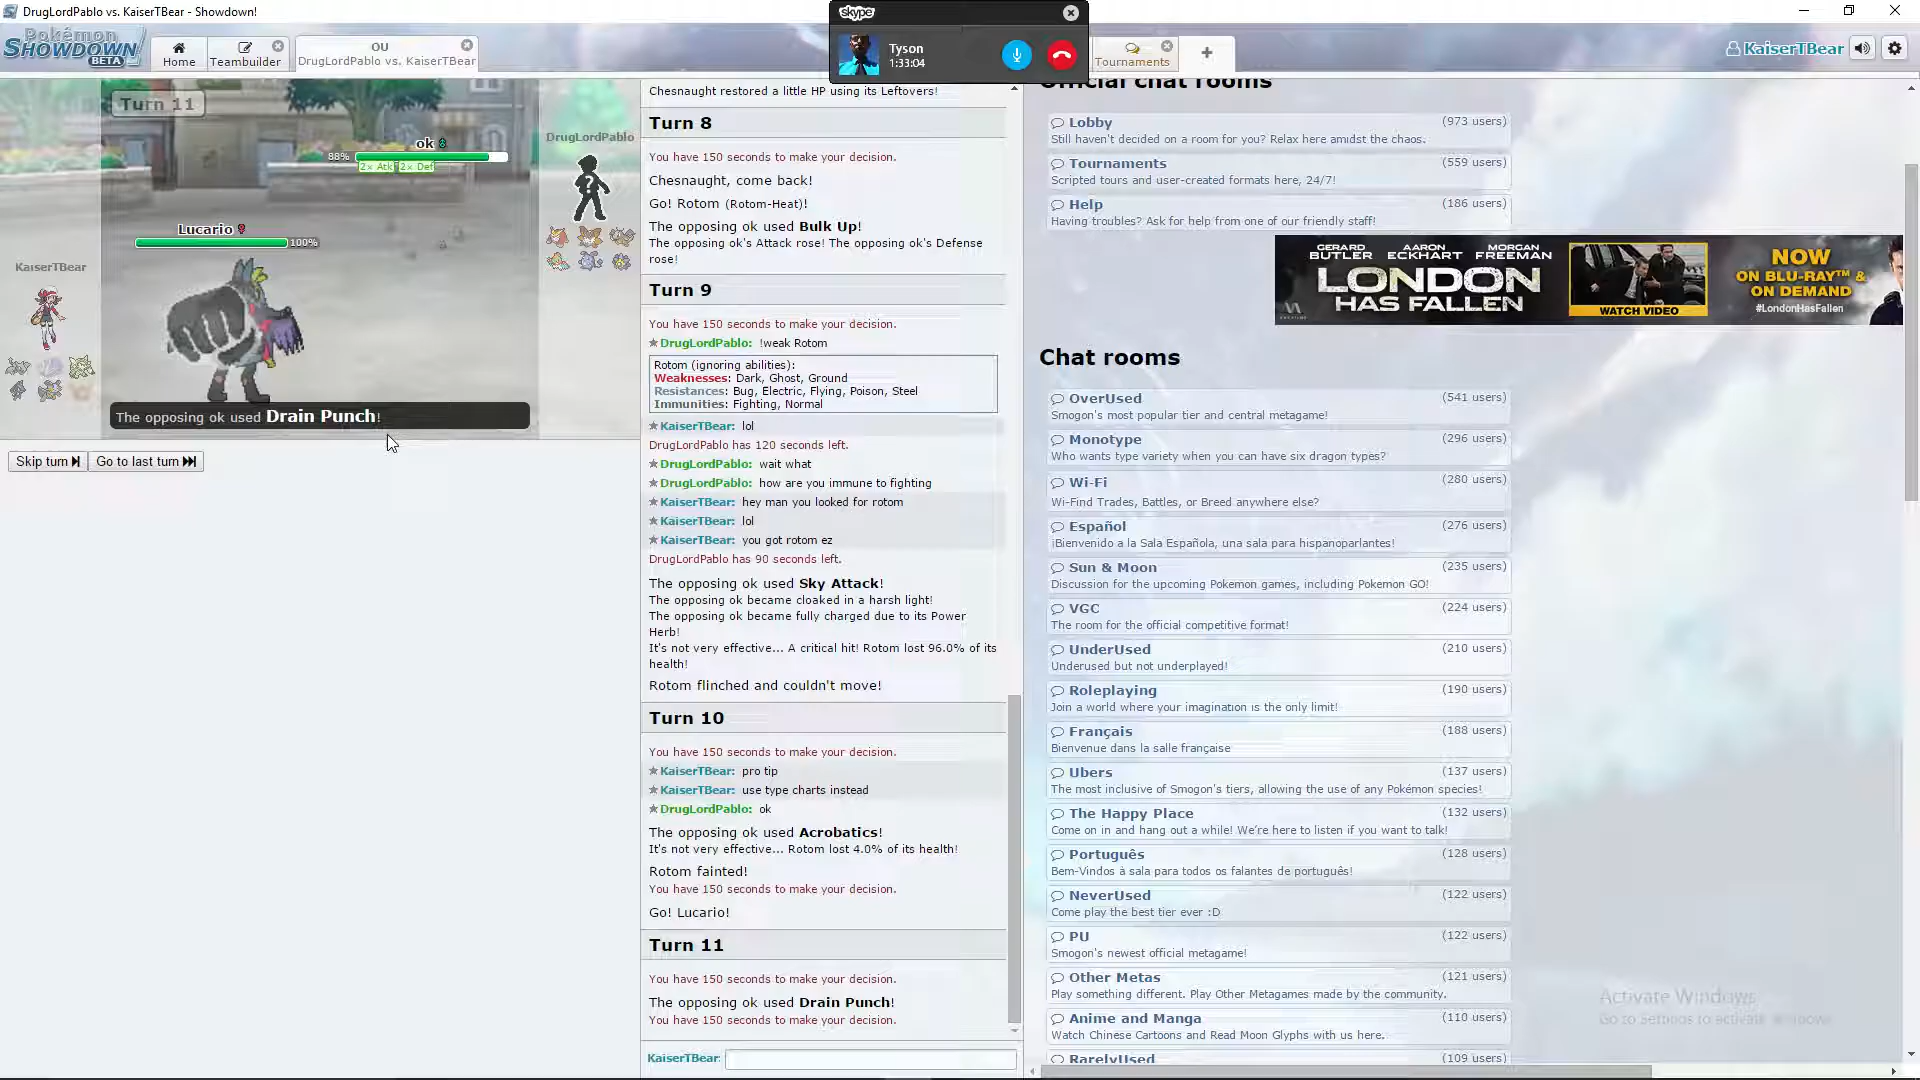 DrugLordPablo vs. KaiserTBear - Showdown!
Pokémon
SHOWDOWN
BETA
Home
Teambuilder
OU
DrugLordPablo vs. KaiserTBear
skype
Tyson
1:33:04
Tournaments
KaiserTBear
Turn 11
ok
88%
2× Atk 2× Def
Lucario
100%
KaiserTBear
DrugLordPablo
The opposing ok used Drain Punch!
Skip turn
Go to last turn
Chesnaught restored a little HP using its Leftovers!
Turn 8
You have 150 seconds to make your decision.
Chesnaught, come back!
Go! Rotom (Rotom-Heat)!
The opposing ok used Bulk Up!
The opposing ok's Attack rose! The opposing ok's Defense
rose!
Turn 9
You have 150 seconds to make your decision.
★DrugLordPablo: !weak Rotom
Rotom (ignoring abilities):
Weaknesses: Dark, Ghost, Ground
Resistances: Bug, Electric, Flying, Poison, Steel
Immunities: Fighting, Normal
★KaiserTBear: lol
DrugLordPablo has 120 seconds left.
★DrugLordPablo: wait what
★DrugLordPablo: how are you immune to fighting
★KaiserTBear: hey man you looked for rotom
★KaiserTBear: lol
★KaiserTBear: you got rotom ez
DrugLordPablo has 90 seconds left.
The opposing ok used Sky Attack!
The opposing ok became cloaked in a harsh light!
The opposing ok became fully charged due to its Power
Herb!
It's not very effective... A critical hit! Rotom lost 96.0% of its
health!
Rotom flinched and couldn't move!
Turn 10
You have 150 seconds to make your decision.
★KaiserTBear: pro tip
★KaiserTBear: use type charts instead
★DrugLordPablo: ok
The opposing ok used Acrobatics!
It's not very effective... Rotom lost 4.0% of its health!
Rotom fainted!
You have 150 seconds to make your decision.
Go! Lucario!
Turn 11
You have 150 seconds to make your decision.
The opposing ok used Drain Punch!
You have 150 seconds to make your decision.
KaiserTBear:
Official chat rooms
Lobby (973 users)
Still haven't decided on a room for you? Relax here amidst the chaos.
Tournaments (559 users)
Scripted tours and user-created formats here, 24/7!
Help (186 users)
Having troubles? Ask for help from one of our friendly staff!
GERARD BUTLER AARON ECKHART MORGAN FREEMAN
LONDON
HAS FALLEN
WATCH VIDEO
NOW
ON BLU-RAY™ &
ON DEMAND
#LondonHasFallen
Chat rooms
OverUsed (541 users)
Smogon's most popular tier and central metagame!
Monotype (296 users)
Who wants type variety when you can have six dragon types?
Wi-Fi (280 users)
Wi-Find Trades, Battles, or Breed anywhere else?
Español (276 users)
¡Bienvenido a la Sala Española, una sala para hispanoparlantes!
Sun & Moon (235 users)
Discussion for the upcoming Pokemon games, including Pokemon GO!
VGC (224 users)
The room for the official competitive format!
UnderUsed (210 users)
Underused but not underplayed!
Roleplaying (190 users)
Join a world where your imagination is the only limit!
Français (188 users)
Bienvenue dans la salle française
Ubers (137 users)
The most inclusive of Smogon's tiers, allowing the use of any Pokémon species!
The Happy Place (132 users)
Come on in and hang out a while! We're here to listen if you want to talk!
Português (128 users)
Bem-Vindos à sala para todos os falantes de português!
NeverUsed (122 users)
Come play the best tier ever :D
PU (122 users)
Smogon's newest official metagame!
Other Metas (121 users)
Play something different. Play Other Metagames made by the community.
Anime and Manga (110 users)
Watch Chinese Cartoons and Read Moon Glyphs with us here.
RarelyUsed (109 users)
Activate Windows
Go to Settings to activate Windows.